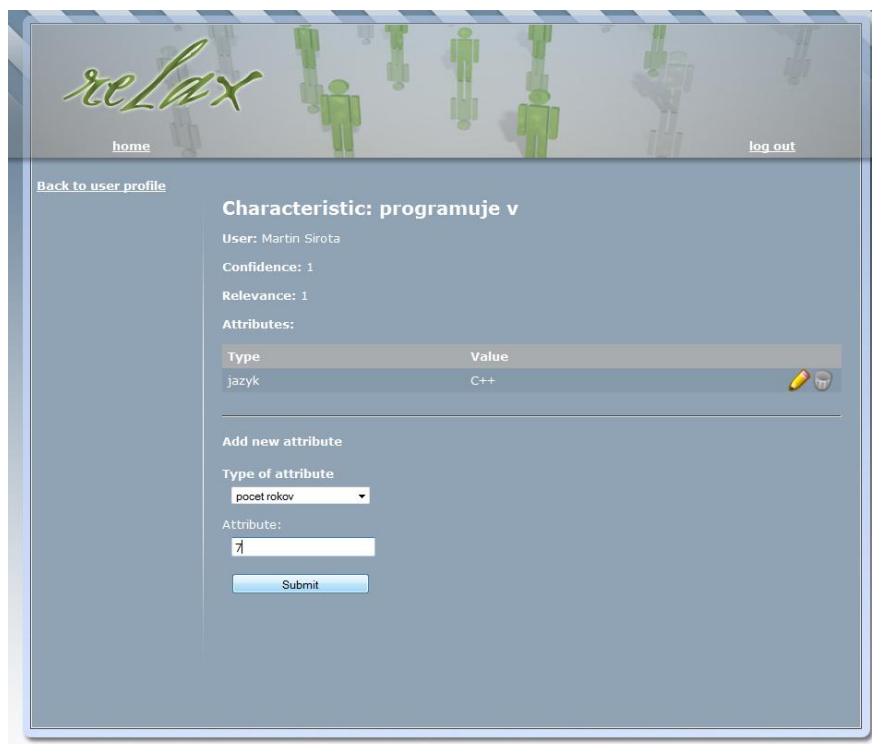 relax
home
log out
Back to user profile
Characteristic: programuje v
User: Martin Sirota
Confidence: 1
Relevance: 1
Attributes:
Type Value
jazyk C++
Add new attribute
Type of attribute
pocet rokov
Attribute:
7
Submit